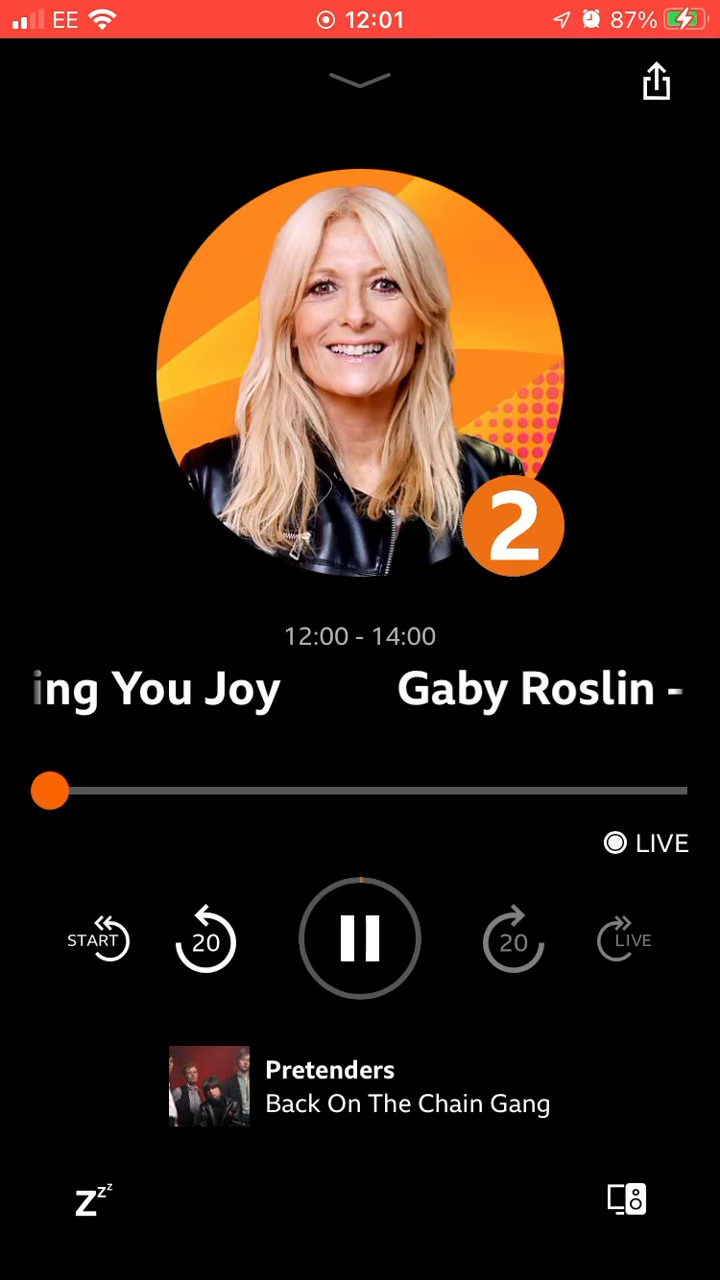 EE 12:01 87%
2
12:00 - 14:00
ing You Joy Gaby Roslin -
LIVE
START 20 20 LIVE
Pretenders
Back On The Chain Gang
zzz